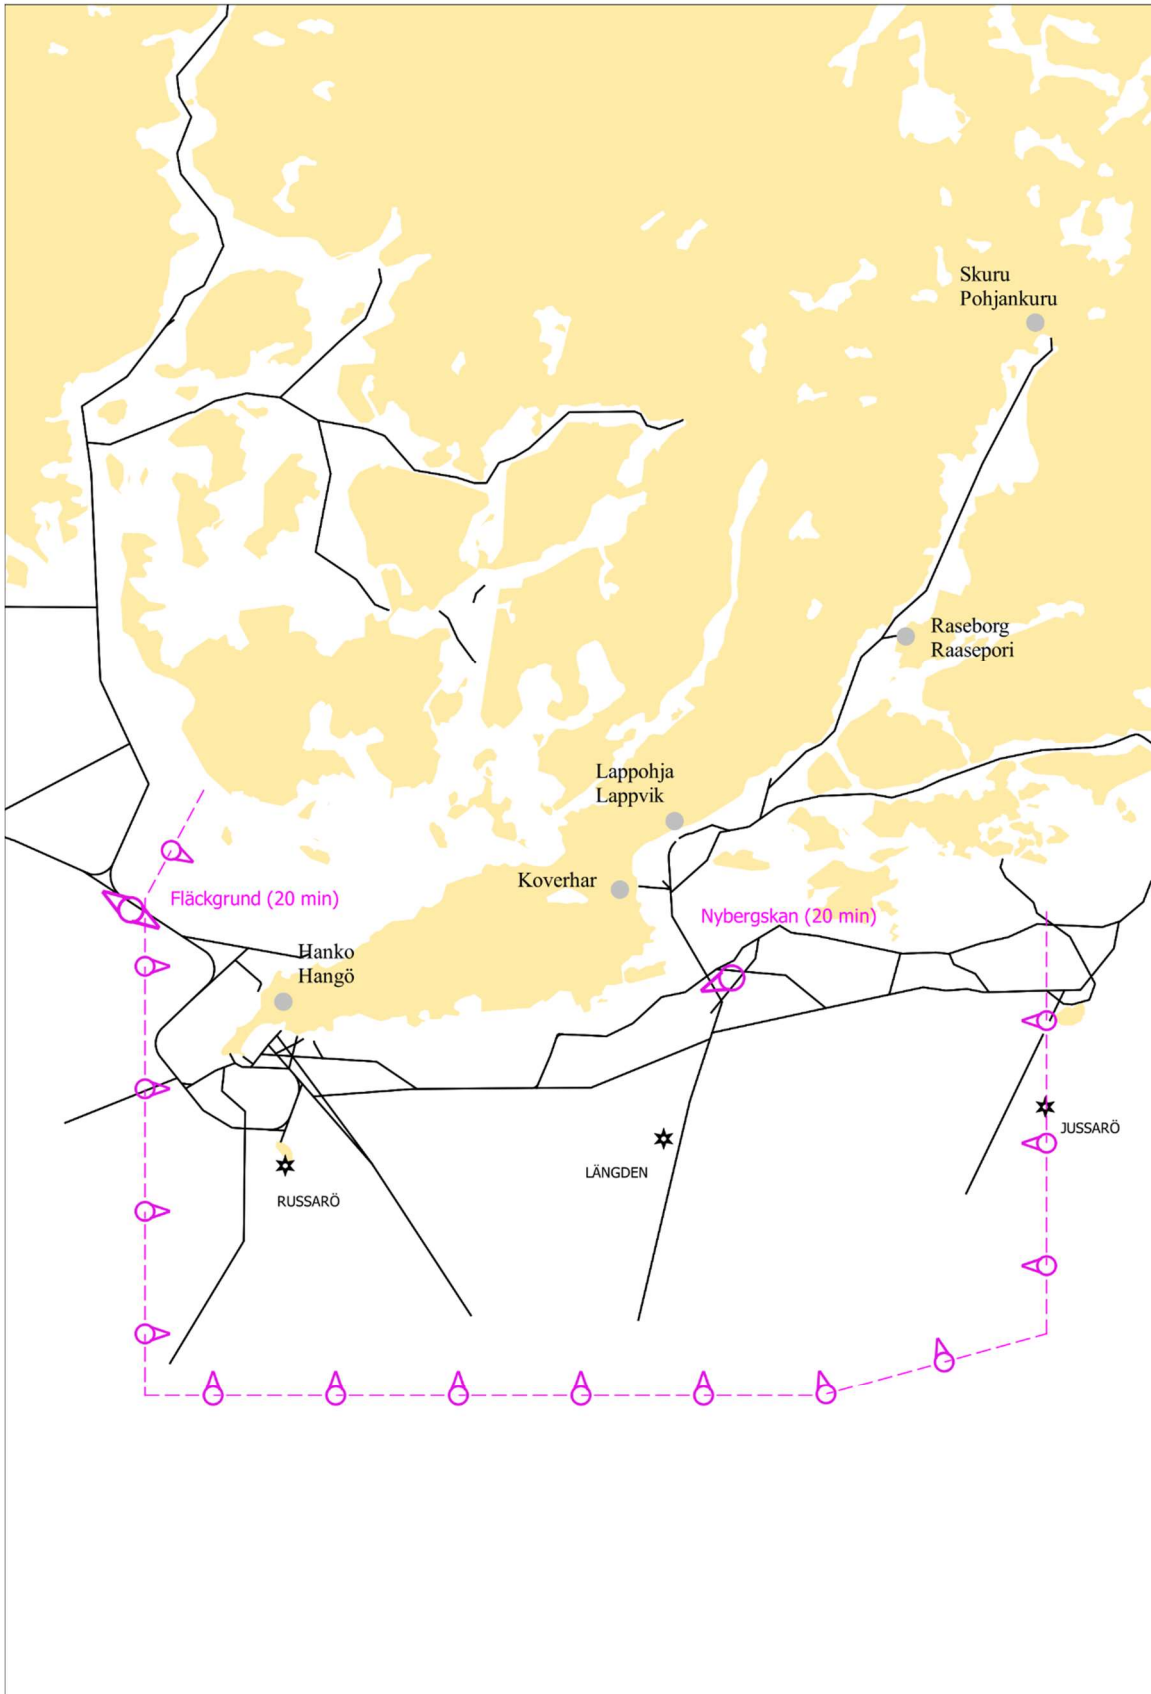 Skuru
Pohjankuru
Raseborg
Raasepori
Lappohja
Lappvik
Koverhar
Fläckgrund (20 min)
Nybergskan (20 min)
Hanko
Hangö
JUSSARÖ
LÄNGDEN
RUSSARÖ